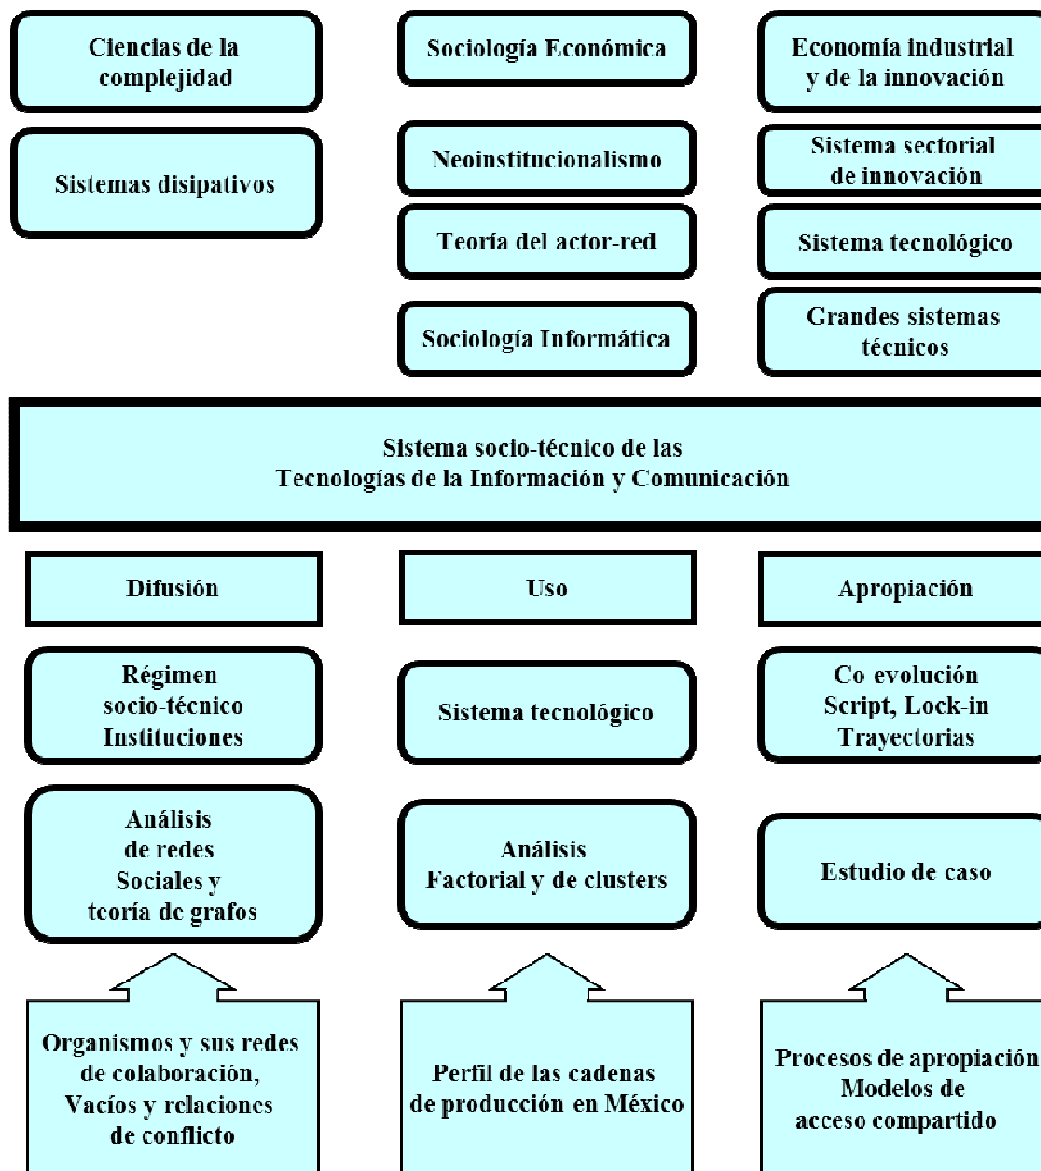 Ciencias de la
complejidad
Sociología Económica
Economía industrial
y de la innovación
Sistemas disipativos
Neoinstitucionalismo
Sistema sectorial
de innovación
Teoría del actor-red
Sistema tecnológico
Sociología Informática
Grandes sistemas
técnicos
Sistema socio-técnico de las
Tecnologías de la Información y Comunicación
Difusión
Uso
Apropiación
Régimen
socio-técnico
Instituciones
Sistema tecnológico
Co evolución
Script, Lock-in
Trayectorias
Análisis
de redes
Sociales y
teoría de grafos
Análisis
Factorial y de clusters
Estudio de caso
Organismos y sus redes
de colaboración,
Vacíos y relaciones
de conflicto
Perfil de las cadenas
de producción en México
Procesos de apropiación
Modelos de
acceso compartido